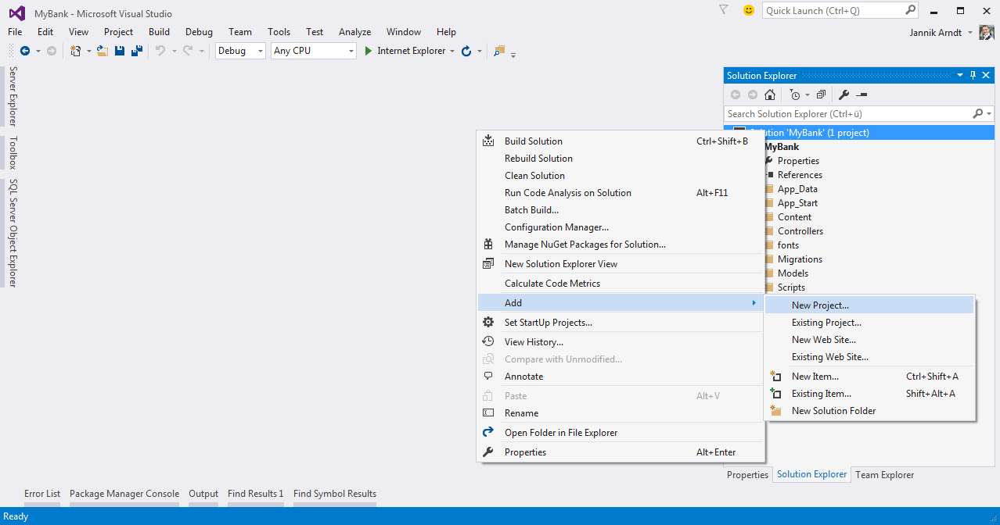 MyBank - Microsoft Visual Studio
Quick Launch (Ctrl+Q)
File Edit View Project Build Debug Team Tools Test Analyze Window Help
Jannik Arndt
Debug Any CPU Internet Explorer
Server Explorer
Toolbox
SQL Server Object Explorer
Solution Explorer
Search Solution Explorer (Ctrl+ü)
'MyBank' (1 project)
MyBank
Properties
References
App_Data
App_Start
Content
Controllers
fonts
Migrations
Models
Scripts
Build Solution Ctrl+Shift+B
Rebuild Solution
Clean Solution
Run Code Analysis on Solution Alt+F11
Batch Build...
Configuration Manager...
Manage NuGet Packages for Solution...
New Solution Explorer View
Calculate Code Metrics
Add
Set StartUp Projects...
View History...
Compare with Unmodified...
Annotate
Paste Alt+V
Rename
Open Folder in File Explorer
Properties Alt+Enter
New Project...
Existing Project...
New Web Site...
Existing Web Site...
New Item... Ctrl+Shift+A
Existing Item... Shift+Alt+A
New Solution Folder
Properties Solution Explorer Team Explorer
Error List Package Manager Console Output Find Results 1 Find Symbol Results
Ready